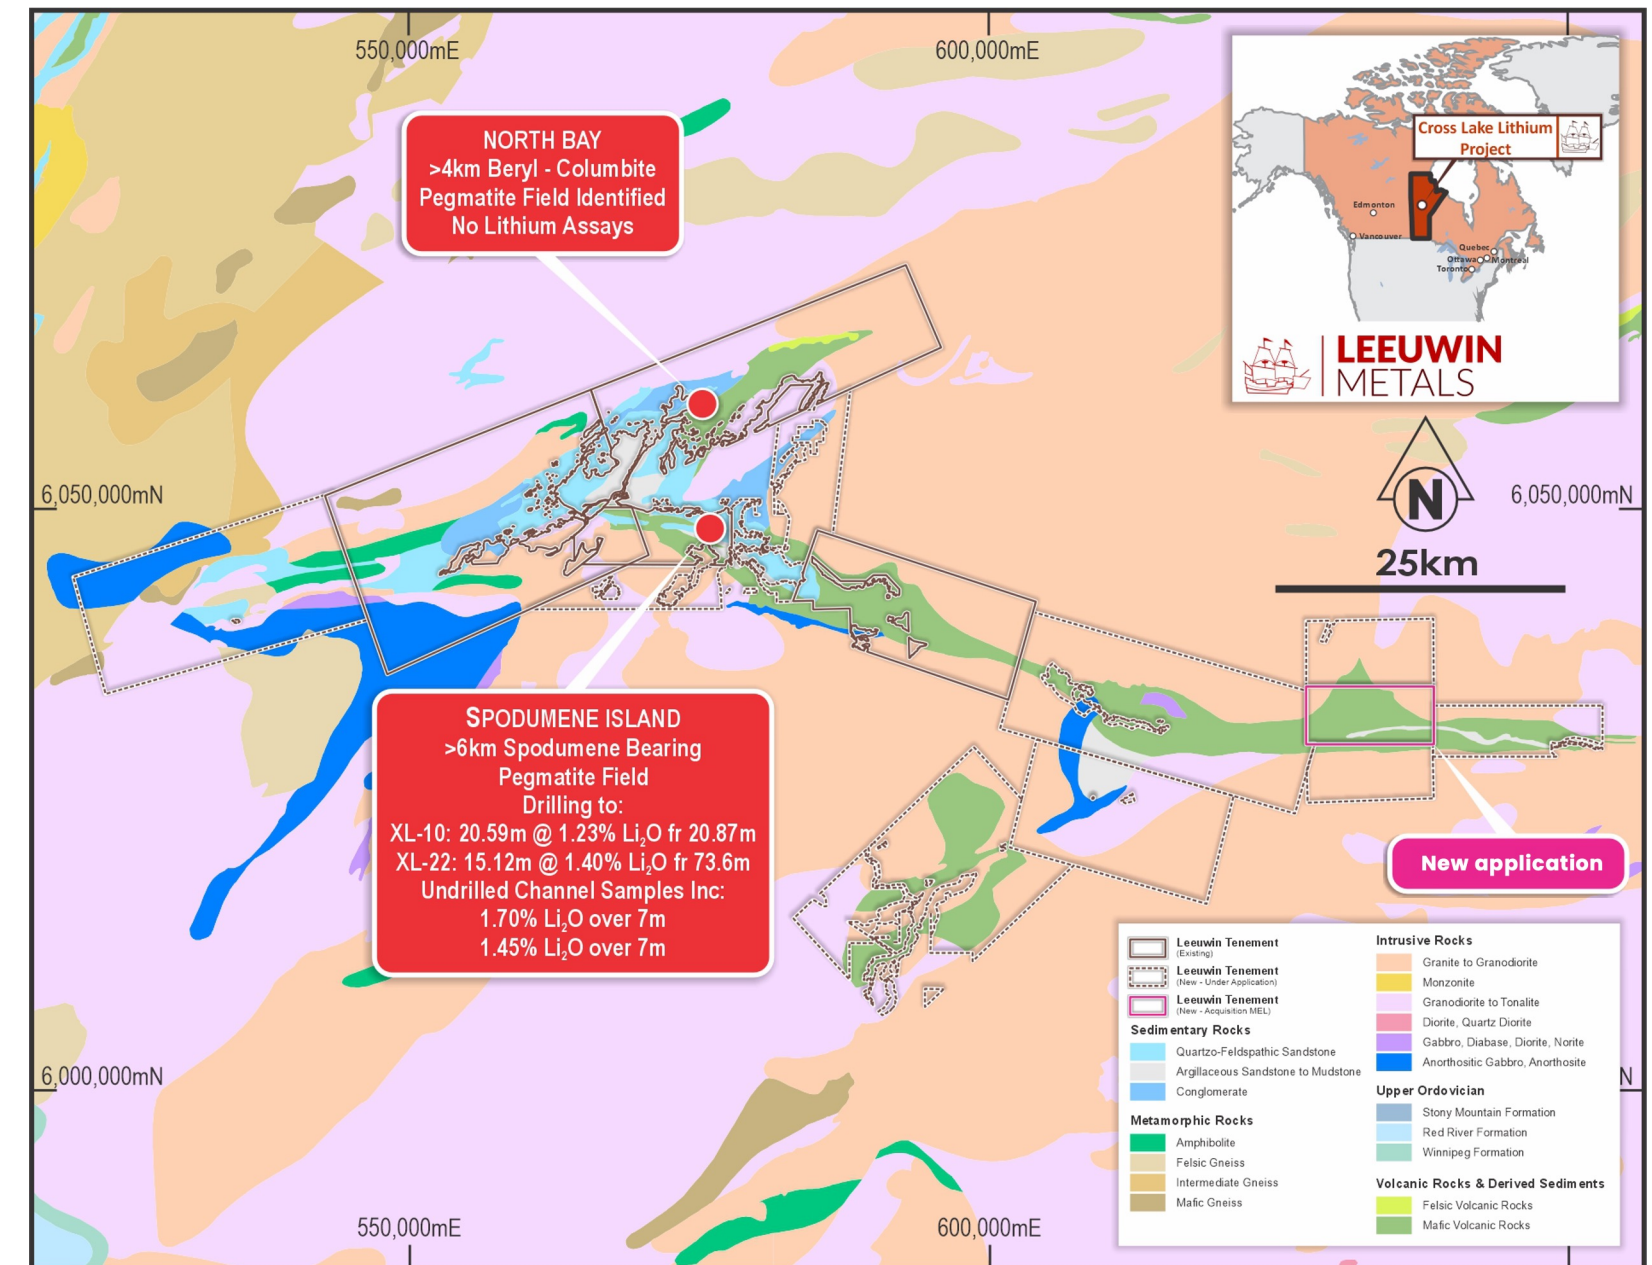 550,000mE
600,000mE
NORTH BAY
>4km Beryl - Columbite
Pegmatite Field Identified
No Lithium Assays
Cross Lake Lithium
Project
Edmonton
Vancouver
Quebec
Ottawa
Montreal
Toronto
LEEUWIN
METALS
6,050,000mN
6,050,000mN
N
25km
SPODUMENE ISLAND
>6km Spodumene Bearing
Pegmatite Field
Drilling to:
XL-10: 20.59m @ 1.23% Li₂O fr 20.87m
XL-22: 15.12m @ 1.40% Li₂O fr 73.6m
Undrilled Channel Samples Inc:
1.70% Li₂O over 7m
1.45% Li₂O over 7m
New application
Leeuwin Tenement
(Existing)
Leeuwin Tenement
(New - Under Application)
Leeuwin Tenement
(New - Acquisition MEL)
Sedimentary Rocks
Quartzo-Feldspathic Sandstone
Argillaceous Sandstone to Mudstone
Conglomerate
Metamorphic Rocks
Amphibolite
Felsic Gneiss
Intermediate Gneiss
Mafic Gneiss
Intrusive Rocks
Granite to Granodiorite
Monzonite
Granodiorite to Tonalite
Diorite, Quartz Diorite
Gabbro, Diabase, Diorite, Norite
Anorthositic Gabbro, Anorthosite
Upper Ordovician
Stony Mountain Formation
Red River Formation
Winnipeg Formation
Volcanic Rocks & Derived Sediments
Felsic Volcanic Rocks
Mafic Volcanic Rocks
6,000,000mN
N
550,000mE
600,000mE